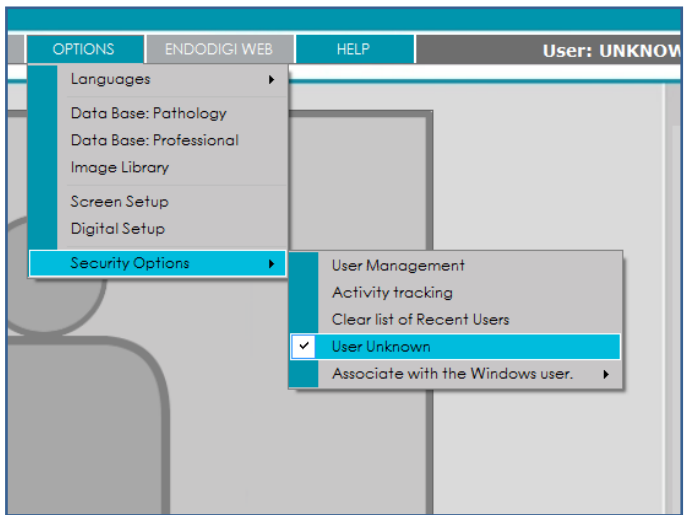 OPTIONS ENDODIGI WEB HELP User: UNKNOW
Languages
Data Base: Pathology
Data Base: Professional
Image Library
Screen Setup
Digital Setup
Security Options
User Management
Activity tracking
Clear list of Recent Users
User Unknown
Associate with the Windows user.